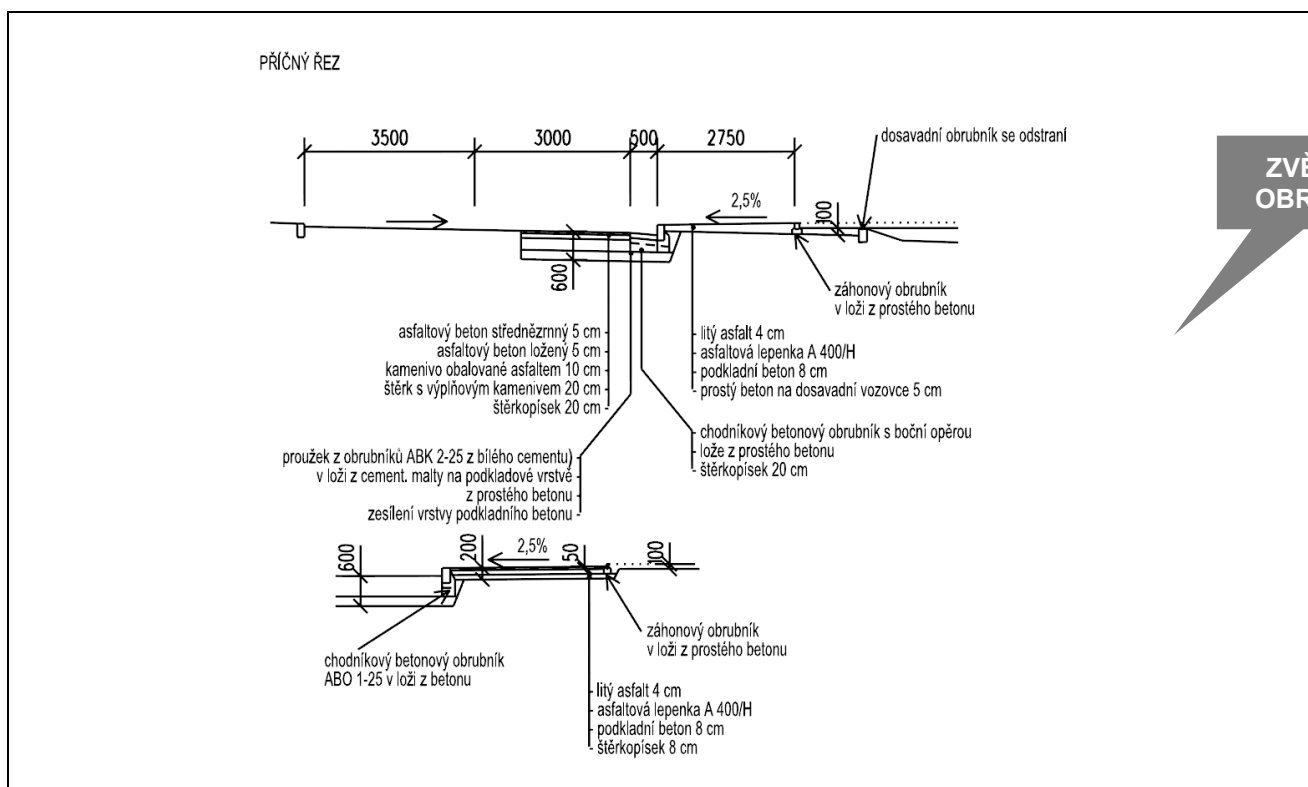 PŘÍČNÝ ŘEZ
3500
3000
500
2750
dosavadní obrubník se odstraní
ZVĚ
OBR
2,5%
100
600
záhonový obrubník
v loži z prostého betonu
asfaltový beton střednězrnný 5 cm
asfaltový beton ložený 5 cm
kamenivo obalované asfaltem 10 cm
štěrk s výplňovým kamenivem 20 cm
štěrkopísek 20 cm
litý asfalt 4 cm
asfaltová lepenka A 400/H
podkladní beton 8 cm
prostý beton na dosavadní vozovce 5 cm
chodníkový betonový obrubník s boční opěrou
lože z prostého betonu
štěrkopísek 20 cm
proužek z obrubníků ABK 2-25 z bílého cementu)
v loži z cement. malty na podkladové vrstvě
z prostého betonu
zesílení vrstvy podkladního betonu
600
200
2,5%
50
100
záhonový obrubník
v loži z prostého betonu
chodníkový betonový obrubník
ABO 1-25 v loži z betonu
litý asfalt 4 cm
asfaltová lepenka A 400/H
podkladní beton 8 cm
štěrkopísek 8 cm